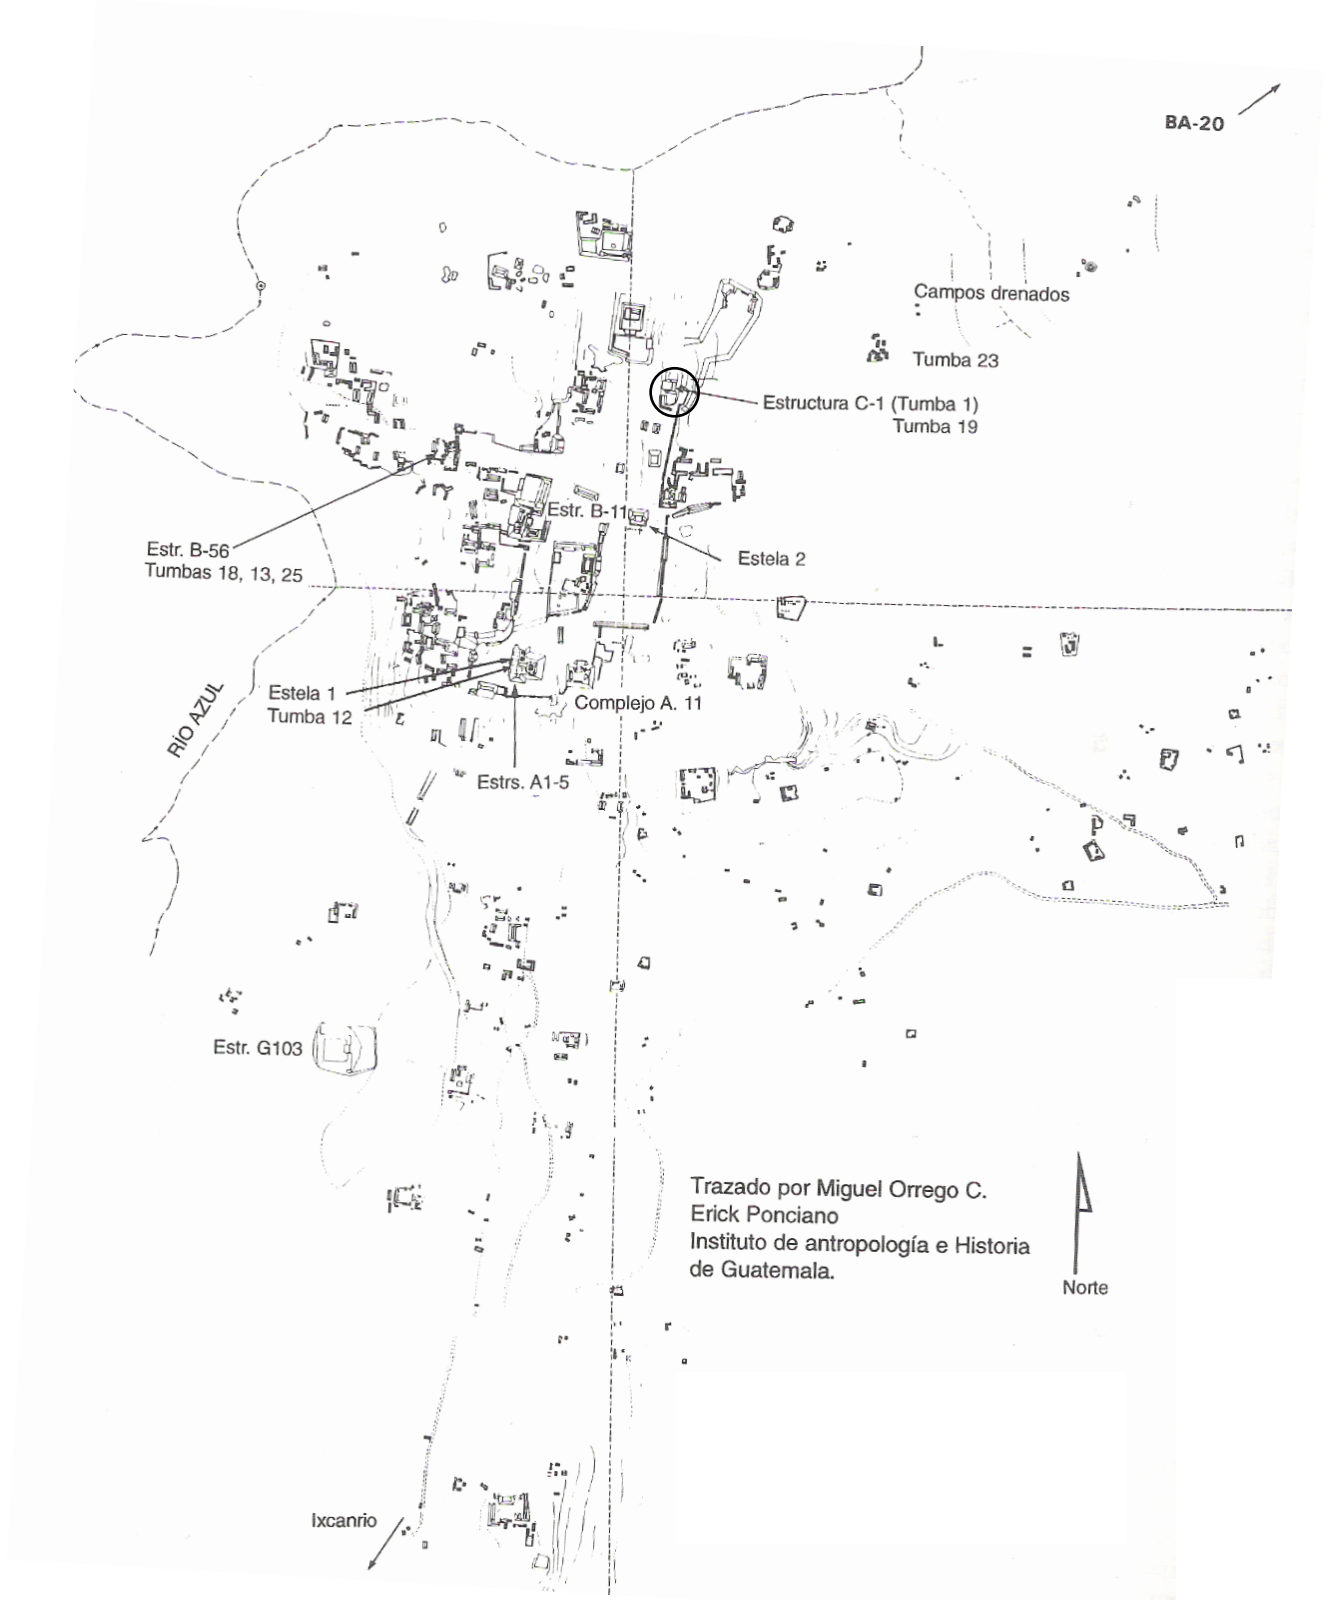 BA-20
Campos drenados
Tumba 23
Estructura C-1 (Tumba 1)
Tumba 19
Estr. B-11
Estr. B-56
Tumbas 18, 13, 25
Estela 2
Estela 1
Tumba 12
RÍO AZUL
Complejo A. 11
Estrs. A1-5
Estr. G103
Trazado por Miguel Orrego C.
Erick Ponciano
Instituto de antropología e Historia
de Guatemala.
Norte
Ixcanrio